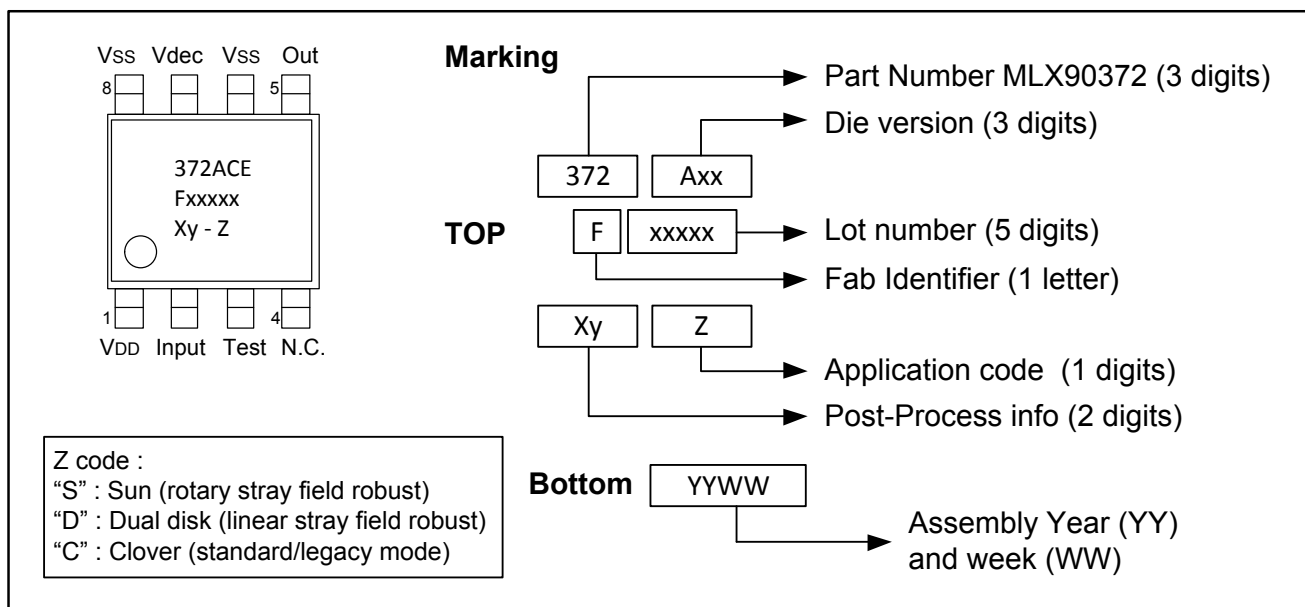 Vss Vdec Vss Out
8 5
372ACE
Fxxxxx
Xy - Z
1 4
VDD Input Test N.C.
Marking
Part Number MLX90372 (3 digits)
Die version (3 digits)
372 Axx
TOP
F xxxxx
Lot number (5 digits)
Fab Identifier (1 letter)
Xy Z
Application code (1 digits)
Post-Process info (2 digits)
Z code :
“S” : Sun (rotary stray field robust)
“D” : Dual disk (linear stray field robust)
“C” : Clover (standard/legacy mode)
Bottom YYWW
Assembly Year (YY)
and week (WW)